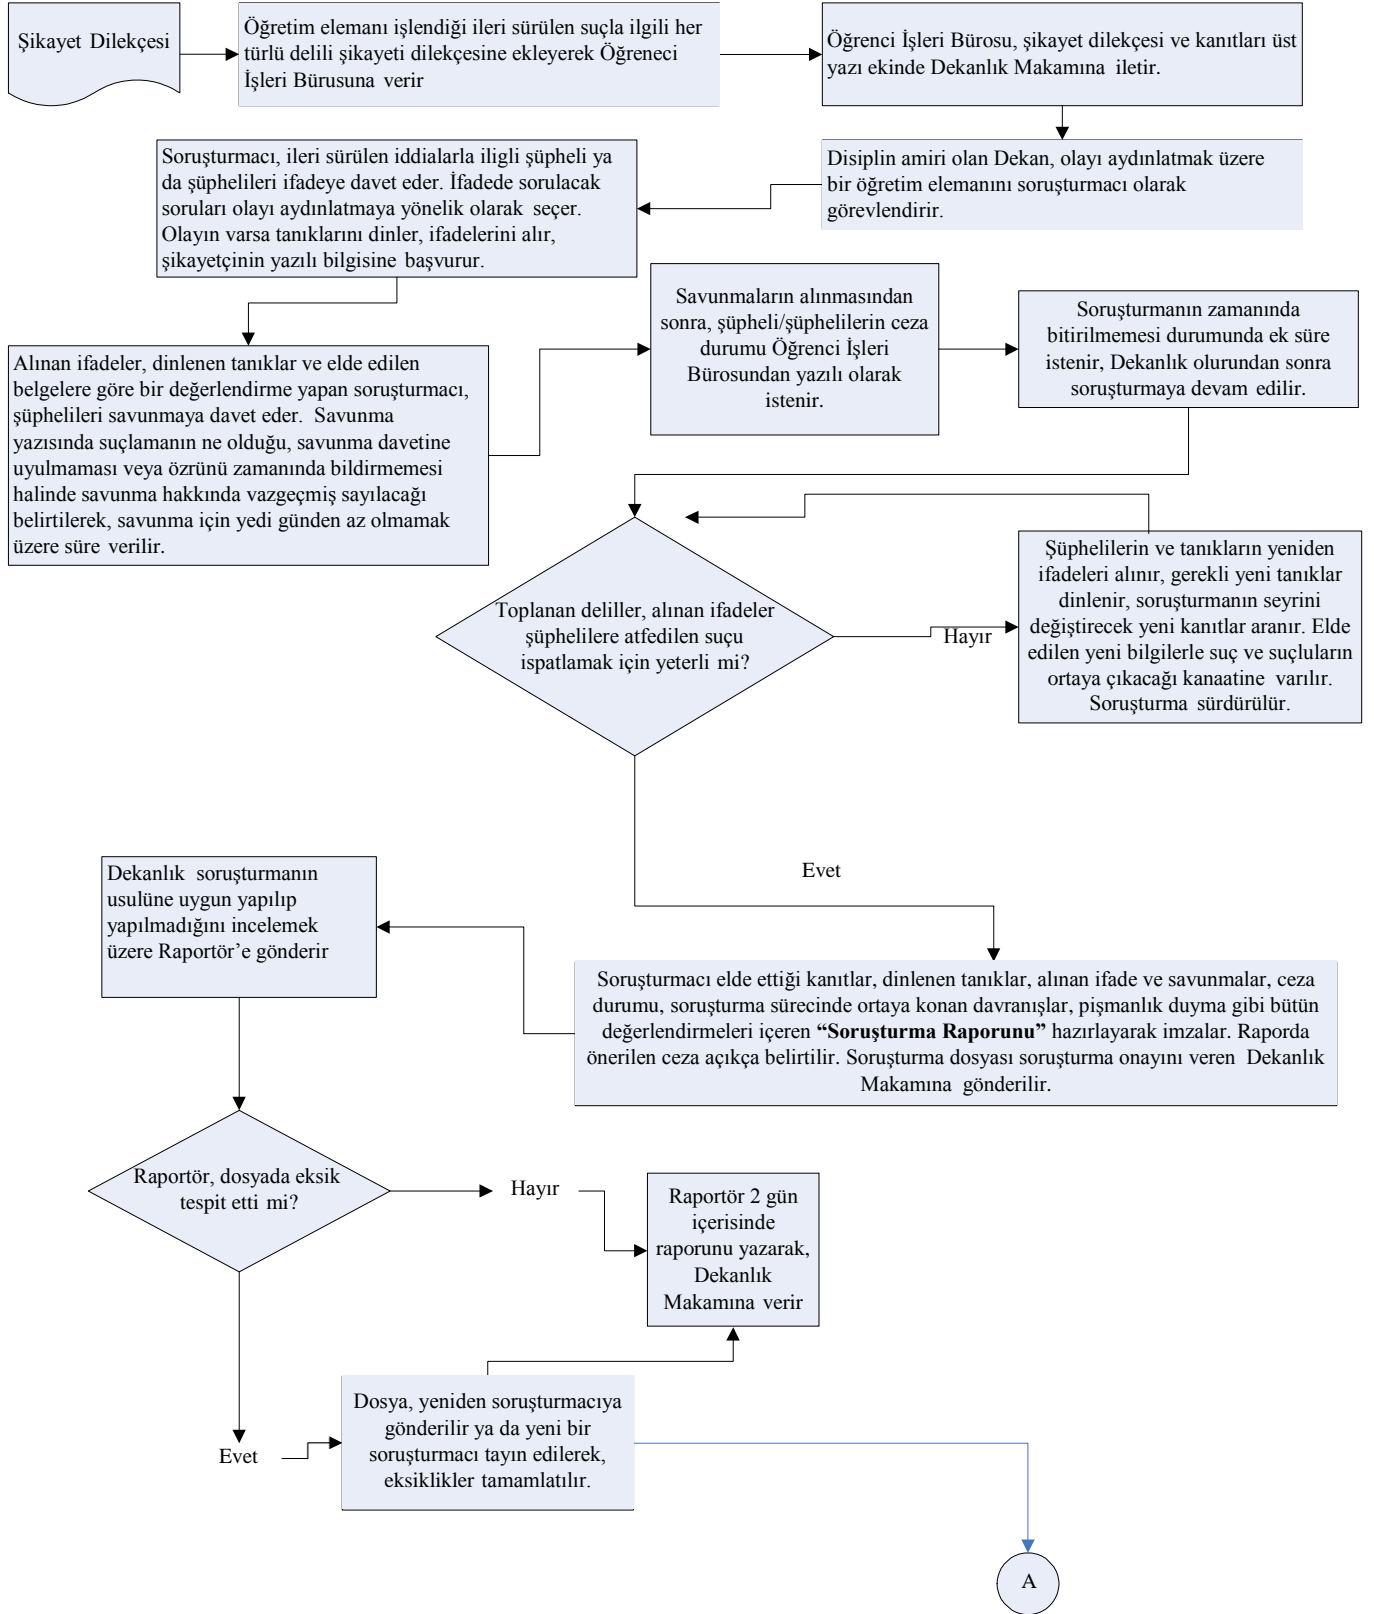 Şikayet Dilekçesi
Öğretim elemanı işlendiği ileri sürülen suçla ilgili her
türlü delili şikayeti dilekçesine ekleyerek Öğreneci
İşleri Bürusuna verir
Öğrenci İşleri Bürosu, şikayet dilekçesi ve kanıtları üst
yazı ekinde Dekanlık Makamına iletir.
Disiplin amiri olan Dekan, olayı aydınlatmak üzere
bir öğretim elemanını soruşturmacı olarak
görevlendirir.
Soruşturmacı, ileri sürülen iddialarla iligli şüpheli ya
da şüphelileri ifadeye davet eder. İfadede sorulacak
soruları olayı aydınlatmaya yönelik olarak seçer.
Olayın varsa tanıklarını dinler, ifadelerini alır,
şikayetçinin yazılı bilgisine başvurur.
Alınan ifadeler, dinlenen tanıklar ve elde edilen
belgelere göre bir değerlendirme yapan soruşturmacı,
şüphelileri savunmaya davet eder. Savunma
yazısında suçlamanın ne olduğu, savunma davetine
uyulmaması veya özrünü zamanında bildirmemesi
halinde savunma hakkında vazgeçmiş sayılacağı
belirtilerek, savunma için yedi günden az olmamak
üzere süre verilir.
Savunmaların alınmasından
sonra, şüpheli/şüphelilerin ceza
durumu Öğrenci İşleri
Bürosundan yazılı olarak
istenir.
Soruşturmanın zamanında
bitirilmemesi durumunda ek süre
istenir, Dekanlık olurundan sonra
soruşturmaya devam edilir.
Toplanan deliller, alınan ifadeler
şüphelilere atfedilen suçu
ispatlamak için yeterli mi?
Hayır
Şüphelilerin ve tanıkların yeniden
ifadeleri alınır, gerekli yeni tanıklar
dinlenir, soruşturmanın seyrini
değiştirecek yeni kanıtlar aranır. Elde
edilen yeni bilgilerle suç ve suçluların
ortaya çıkacağı kanaatine varılır.
Soruşturma sürdürülür.
Evet
Soruşturmacı elde ettiği kanıtlar, dinlenen tanıklar, alınan ifade ve savunmalar, ceza
durumu, soruşturma sürecinde ortaya konan davranışlar, pişmanlık duyma gibi bütün
değerlendirmeleri içeren “Soruşturma Raporunu” hazırlayarak imzalar. Raporda
önerilen ceza açıkça belirtilir. Soruşturma dosyası soruşturma onayını veren Dekanlık
Makamına gönderilir.
Dekanlık soruşturmanın
usulüne uygun yapılıp
yapılmadığını incelemek
üzere Raportör’e gönderir
Raportör, dosyada eksik
tespit etti mi?
Hayır
Raportör 2 gün
içerisinde
raporunu yazarak,
Dekanlık
Makamına verir
Evet
Dosya, yeniden soruşturmacıya
gönderilir ya da yeni bir
soruşturmacı tayin edilerek,
eksiklikler tamamlatılır.
A